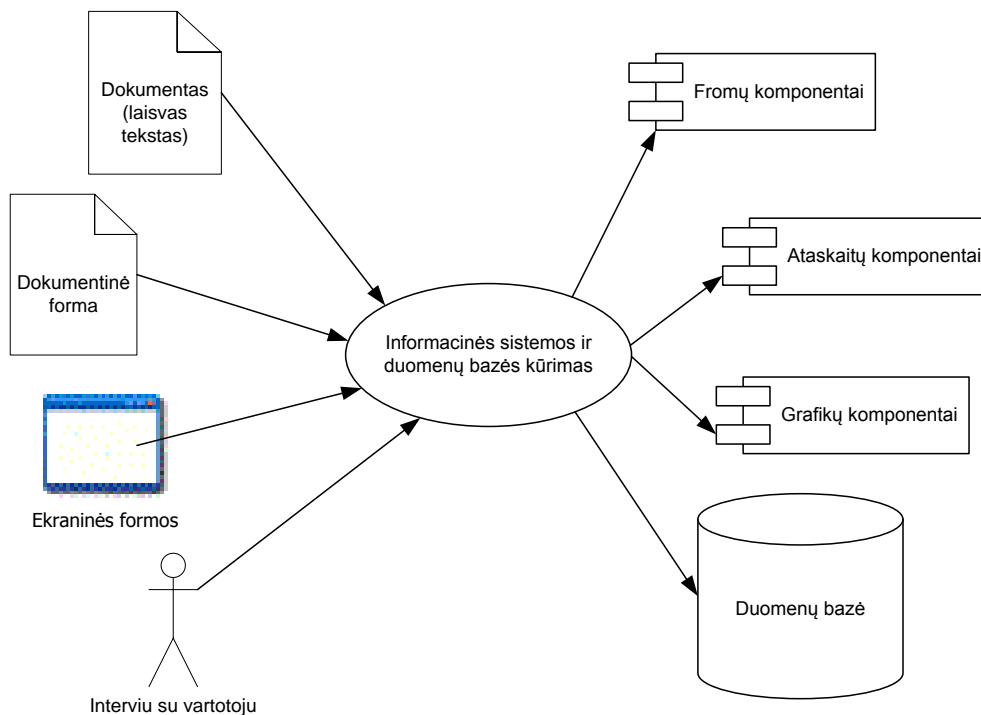 Dokumentas
(laisvas
tekstas)
Dokumentinė
forma
Ekraninės formos
Interviu su vartotoju
Informacinės sistemos ir
duomenų bazės kūrimas
Fromų komponentai
Ataskaitų komponentai
Grafikų komponentai
Duomenų bazė